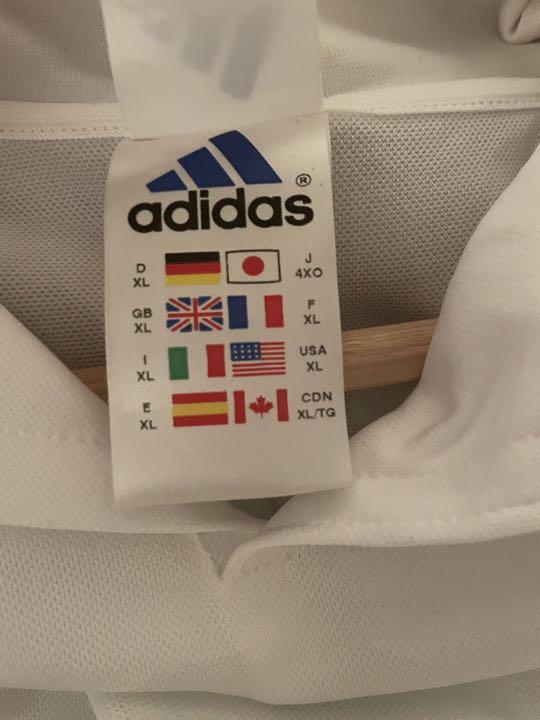 adidas®
D XL J 4XO
GB XL F XL
I XL USA XL
E XL CDN XL/TG